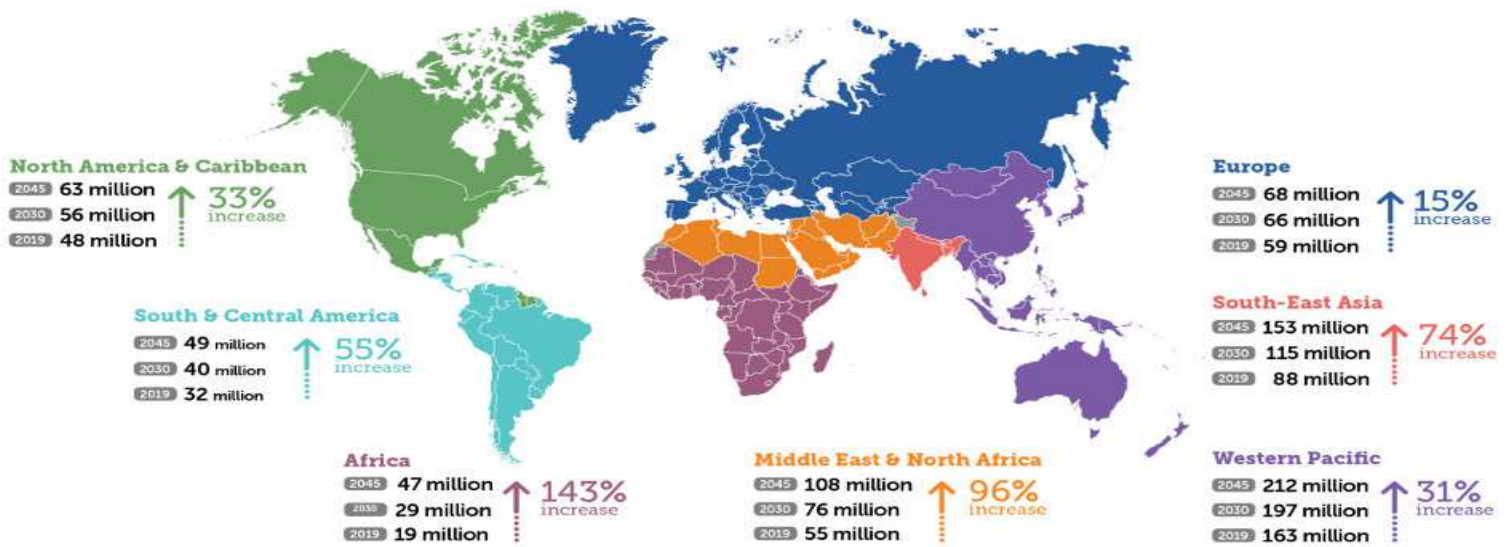 North America & Caribbean
2045 63 million
2030 56 million
2019 48 million
33%
increase
South & Central America
2045 49 million
2030 40 million
2019 32 million
55%
increase
Africa
2045 47 million
2030 29 million
2019 19 million
143%
increase
Middle East & North Africa
2045 108 million
2030 76 million
2019 55 million
96%
increase
Europe
2045 68 million
2030 66 million
2019 59 million
15%
increase
South-East Asia
2045 153 million
2030 115 million
2019 88 million
74%
increase
Western Pacific
2045 212 million
2030 197 million
2019 163 million
31%
increase